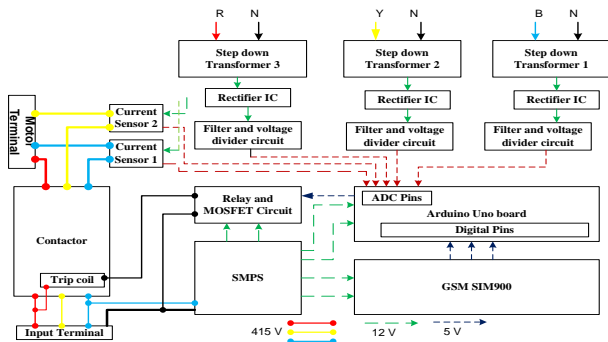 R N Y N B N
Step down
Transformer 3
Step down
Transformer 2
Step down
Transformer 1
Rectifier IC
Rectifier IC
Rectifier IC
Filter and voltage
divider circuit
Filter and voltage
divider circuit
Filter and voltage
divider circuit
Motor
Terminal
Current
Sensor 2
Current
Sensor 1
Contactor
Trip coil
Input Terminal
Relay and
MOSFET Circuit
SMPS
ADC Pins
Arduino Uno board
Digital Pins
GSM SIM900
415 V
12 V
5 V